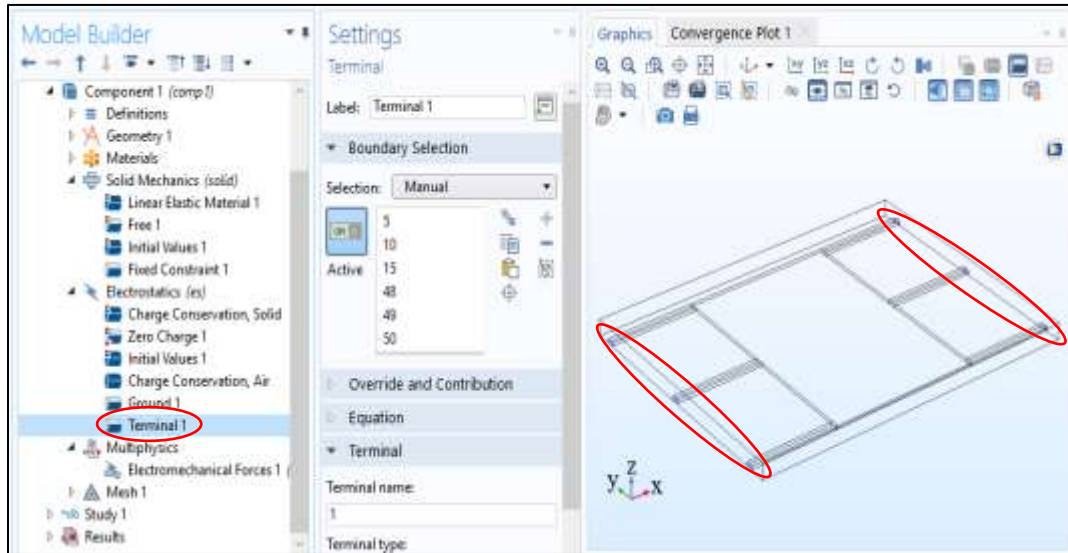 Model Builder
Component 1 (comp1)
Definitions
Geometry 1
Materials
Solid Mechanics (solid)
Linear Elastic Material 1
Free 1
Initial Values 1
Fixed Constraint 1
Electrostatics (es)
Charge Conservation, Solid
Zero Charge 1
Initial Values 1
Charge Conservation, Air
Ground 1
Terminal 1
Multiphysics
Electromechanical Forces 1 (
Mesh 1
Study 1
Results
Settings
Terminal
Label: Terminal 1
Boundary Selection
Selection: Manual
Active
5
10
15
48
49
50
Override and Contribution
Equation
Terminal
Terminal name:
1
Terminal type:
Graphics Convergence Plot 1
xy yz xz
z
y x